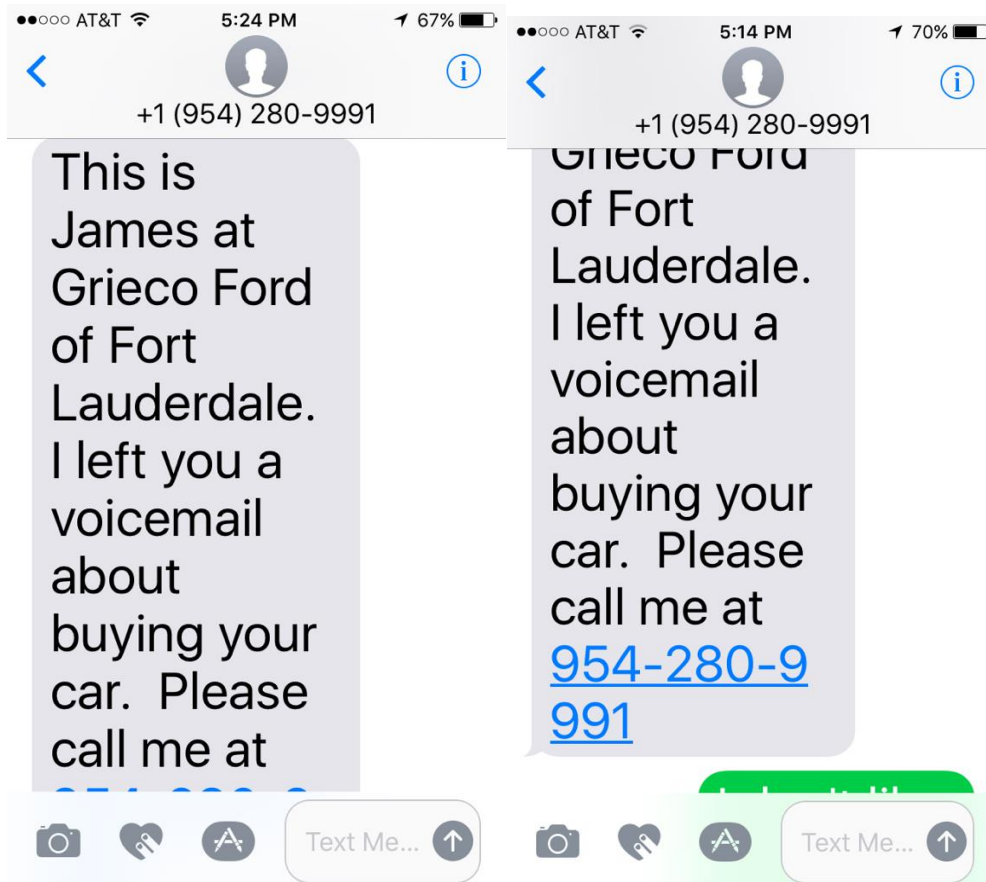 AT&T 5:24 PM 67%
+1 (954) 280-9991
This is
James at
Grieco Ford
of Fort
Lauderdale.
I left you a
voicemail
about
buying your
car.  Please
call me at
Text Me...
AT&T 5:14 PM 70%
+1 (954) 280-9991
Grieco Ford
of Fort
Lauderdale.
I left you a
voicemail
about
buying your
car.  Please
call me at
954-280-9
991
Text Me...